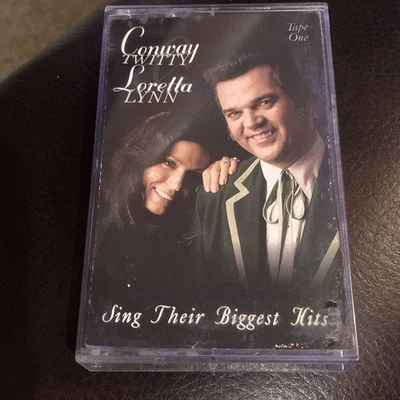 Conway
TWITTY
Loretta
LYNN
Tape
One
Sing Their Biggest Hits